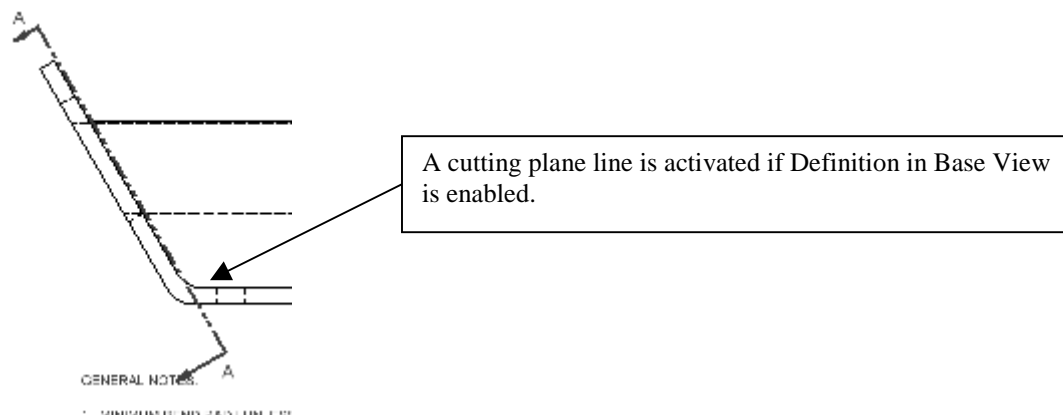 A
A cutting plane line is activated if Definition in Base View
is enabled.
A
GENERAL NOTES: